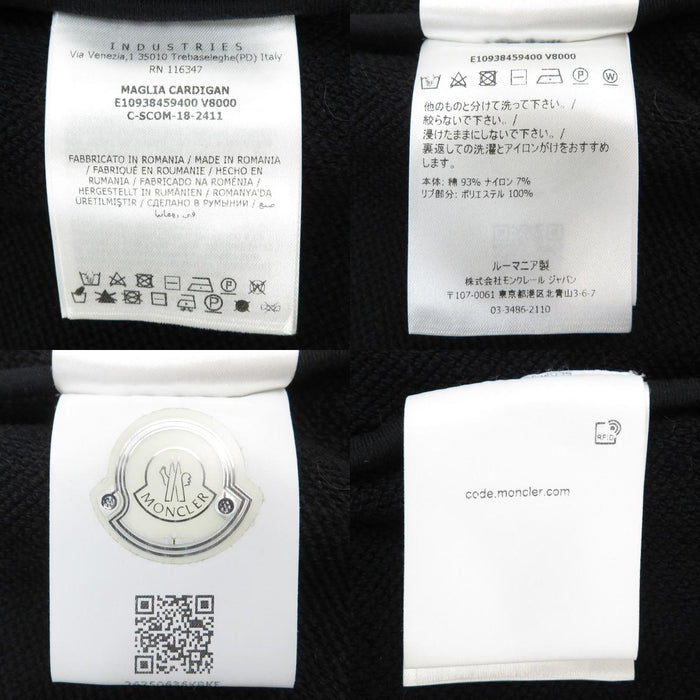 INDUSTRIES
Via Venezia,1 35010 Trebaseleghe(PD) Italy
RN 116347
MAGLIA CARDIGAN
E10938459400 V8000
C-SCOM-18-2411
FABBRICATO IN ROMANIA / MADE IN ROMANIA
/ FABRIQUÉ EN ROUMANIE / HECHO EN
RUMANIA / FABRICADO NA ROMÉNIA /
HERGESTELLT IN RUMÄNIEN / ROMANYA'DA
ÜRETILMIŞTIR / СДЕЛАНО В РУМЫНИИ / صنع
في رومانيا
E10938459400 V8000
他のものと分けて洗って下さい。/
絞らないで下さい。/
浸けたままにしないで下さい。/
裏返しての洗濯とアイロンがけをおすすめ
します。
本体: 綿 93% ナイロン 7%
リブ部分: ポリエステル 100%
ルーマニア製
株式会社モンクレール ジャパン
〒107-0061 東京都港区北青山3-6-7
03-3486-2110
MONCLER
RFID
code.moncler.com